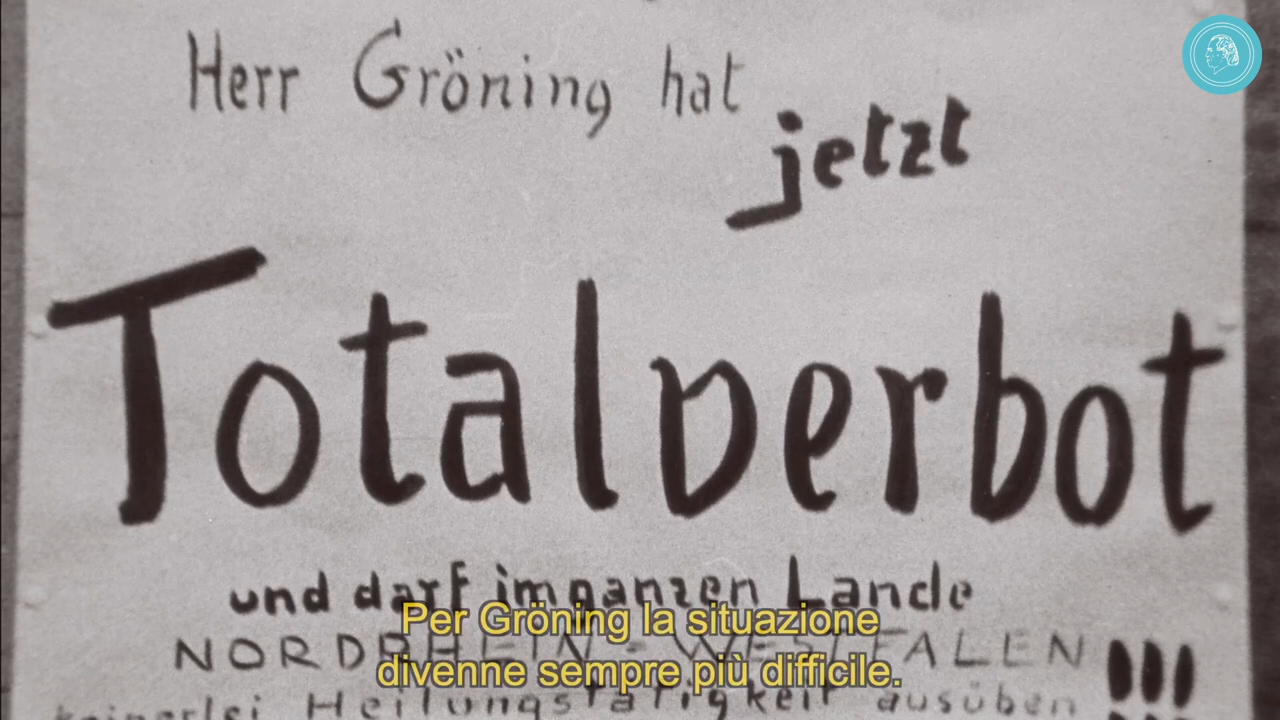 Herr Gröning hat
jetzt
Totalverbot
und darf im ganzen Lande
NORDRHEIN-WESTFALEN !!!
keinerlei Heilungstätigkeit ausüben
Per Gröning la situazione
divenne sempre più difficile.